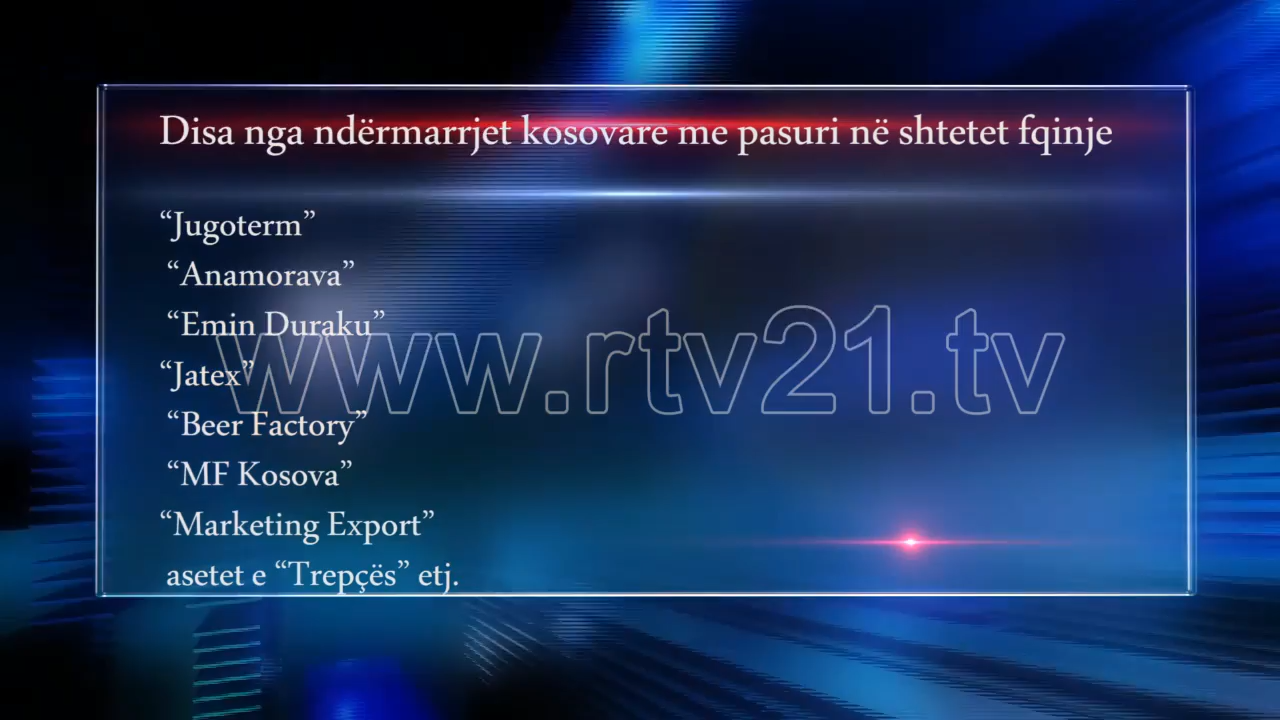 Disa nga ndërmarrjet kosovare me pasuri në shtetet fqinje
“Jugoterm”
“Anamorava”
“Emin Duraku”
“Jatex”
“Beer Factory”
“MF Kosova”
“Marketing Export”
asetet e “Trepçës” etj.
www.rtv21.tv